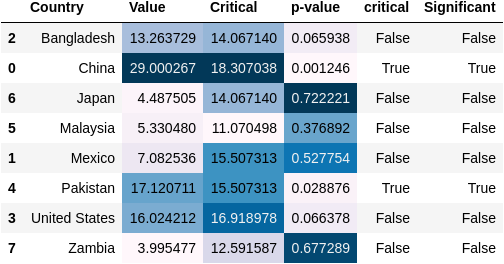 Country Value Critical p-value critical Significant
2 Bangladesh 13.263729 14.067140 0.065938 False False
0 China 29.000267 18.307038 0.001246 True True
6 Japan 4.487505 14.067140 0.722221 False False
5 Malaysia 5.330480 11.070498 0.376892 False False
1 Mexico 7.082536 15.507313 0.527754 False False
4 Pakistan 17.120711 15.507313 0.028876 True True
3 United States 16.024212 16.918978 0.066378 False False
7 Zambia 3.995477 12.591587 0.677289 False False